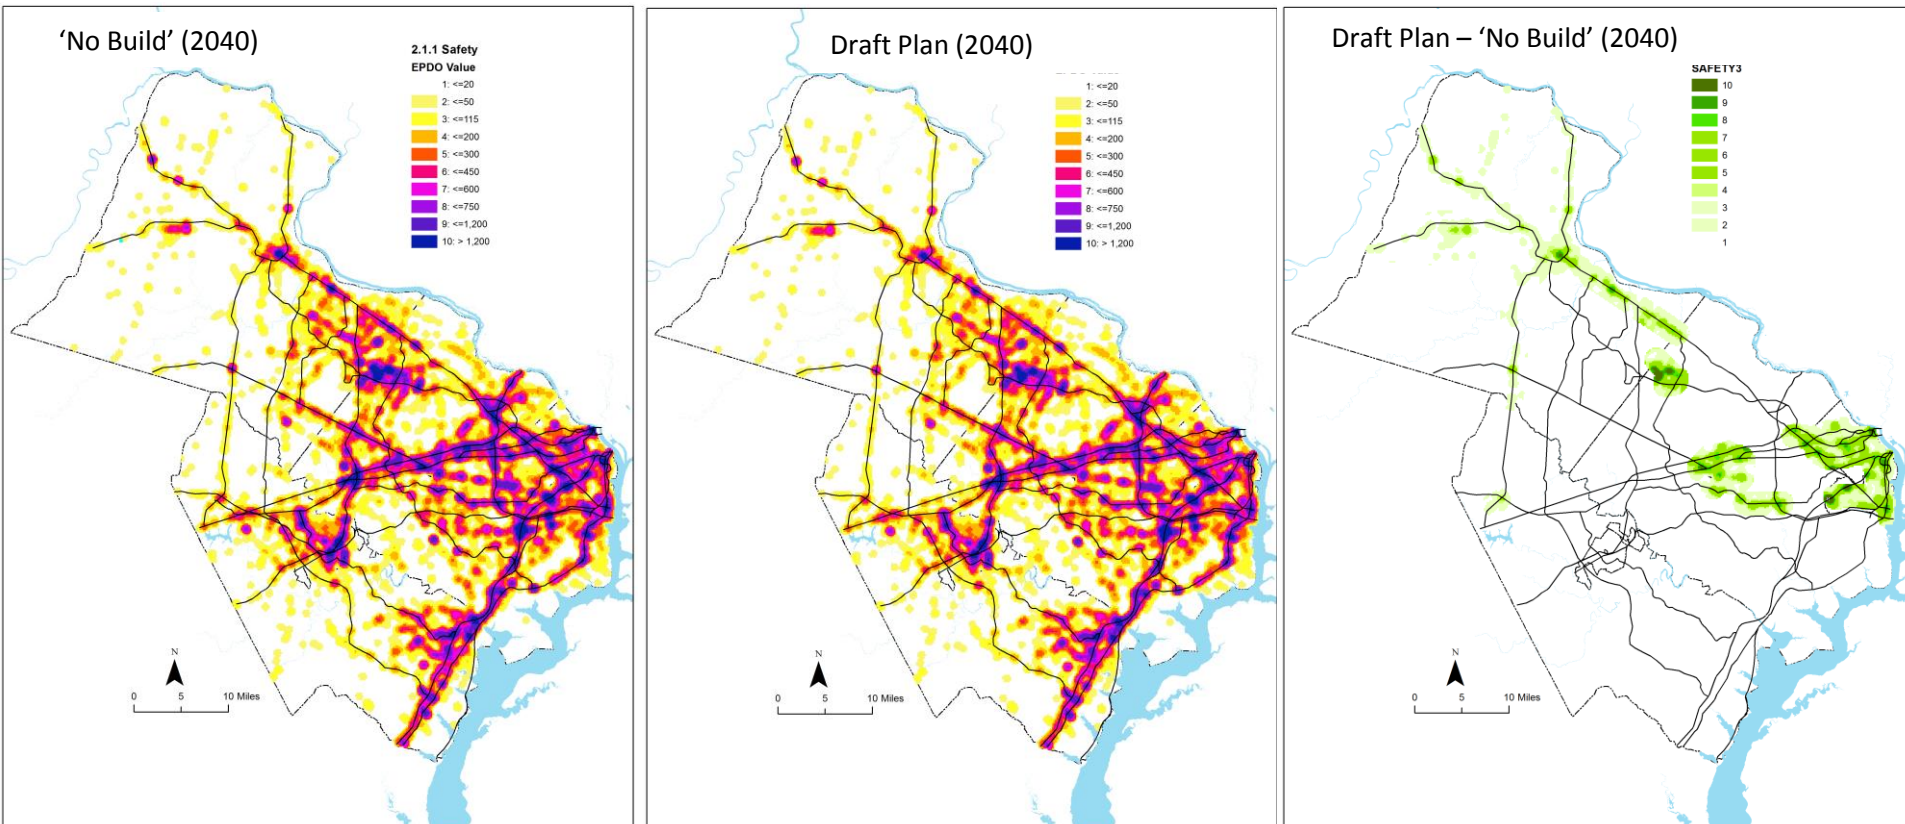 ‘No Build’ (2040)
2.1.1 Safety
EPDO Value
1: <=20
2: <=50
3: <=115
4: <=200
5: <=300
6: <=450
7: <=600
8: <=750
9: <=1,200
10: > 1,200
N
0 5 10 Miles
Draft Plan (2040)
1: <=20
2: <=50
3: <=115
4: <=200
5: <=300
6: <=450
7: <=600
8: <=750
9: <=1,200
10: > 1,200
N
0 5 10 Miles
Draft Plan – ‘No Build’ (2040)
SAFETY3
10
9
8
7
6
5
4
3
2
1
N
0 5 10 Miles